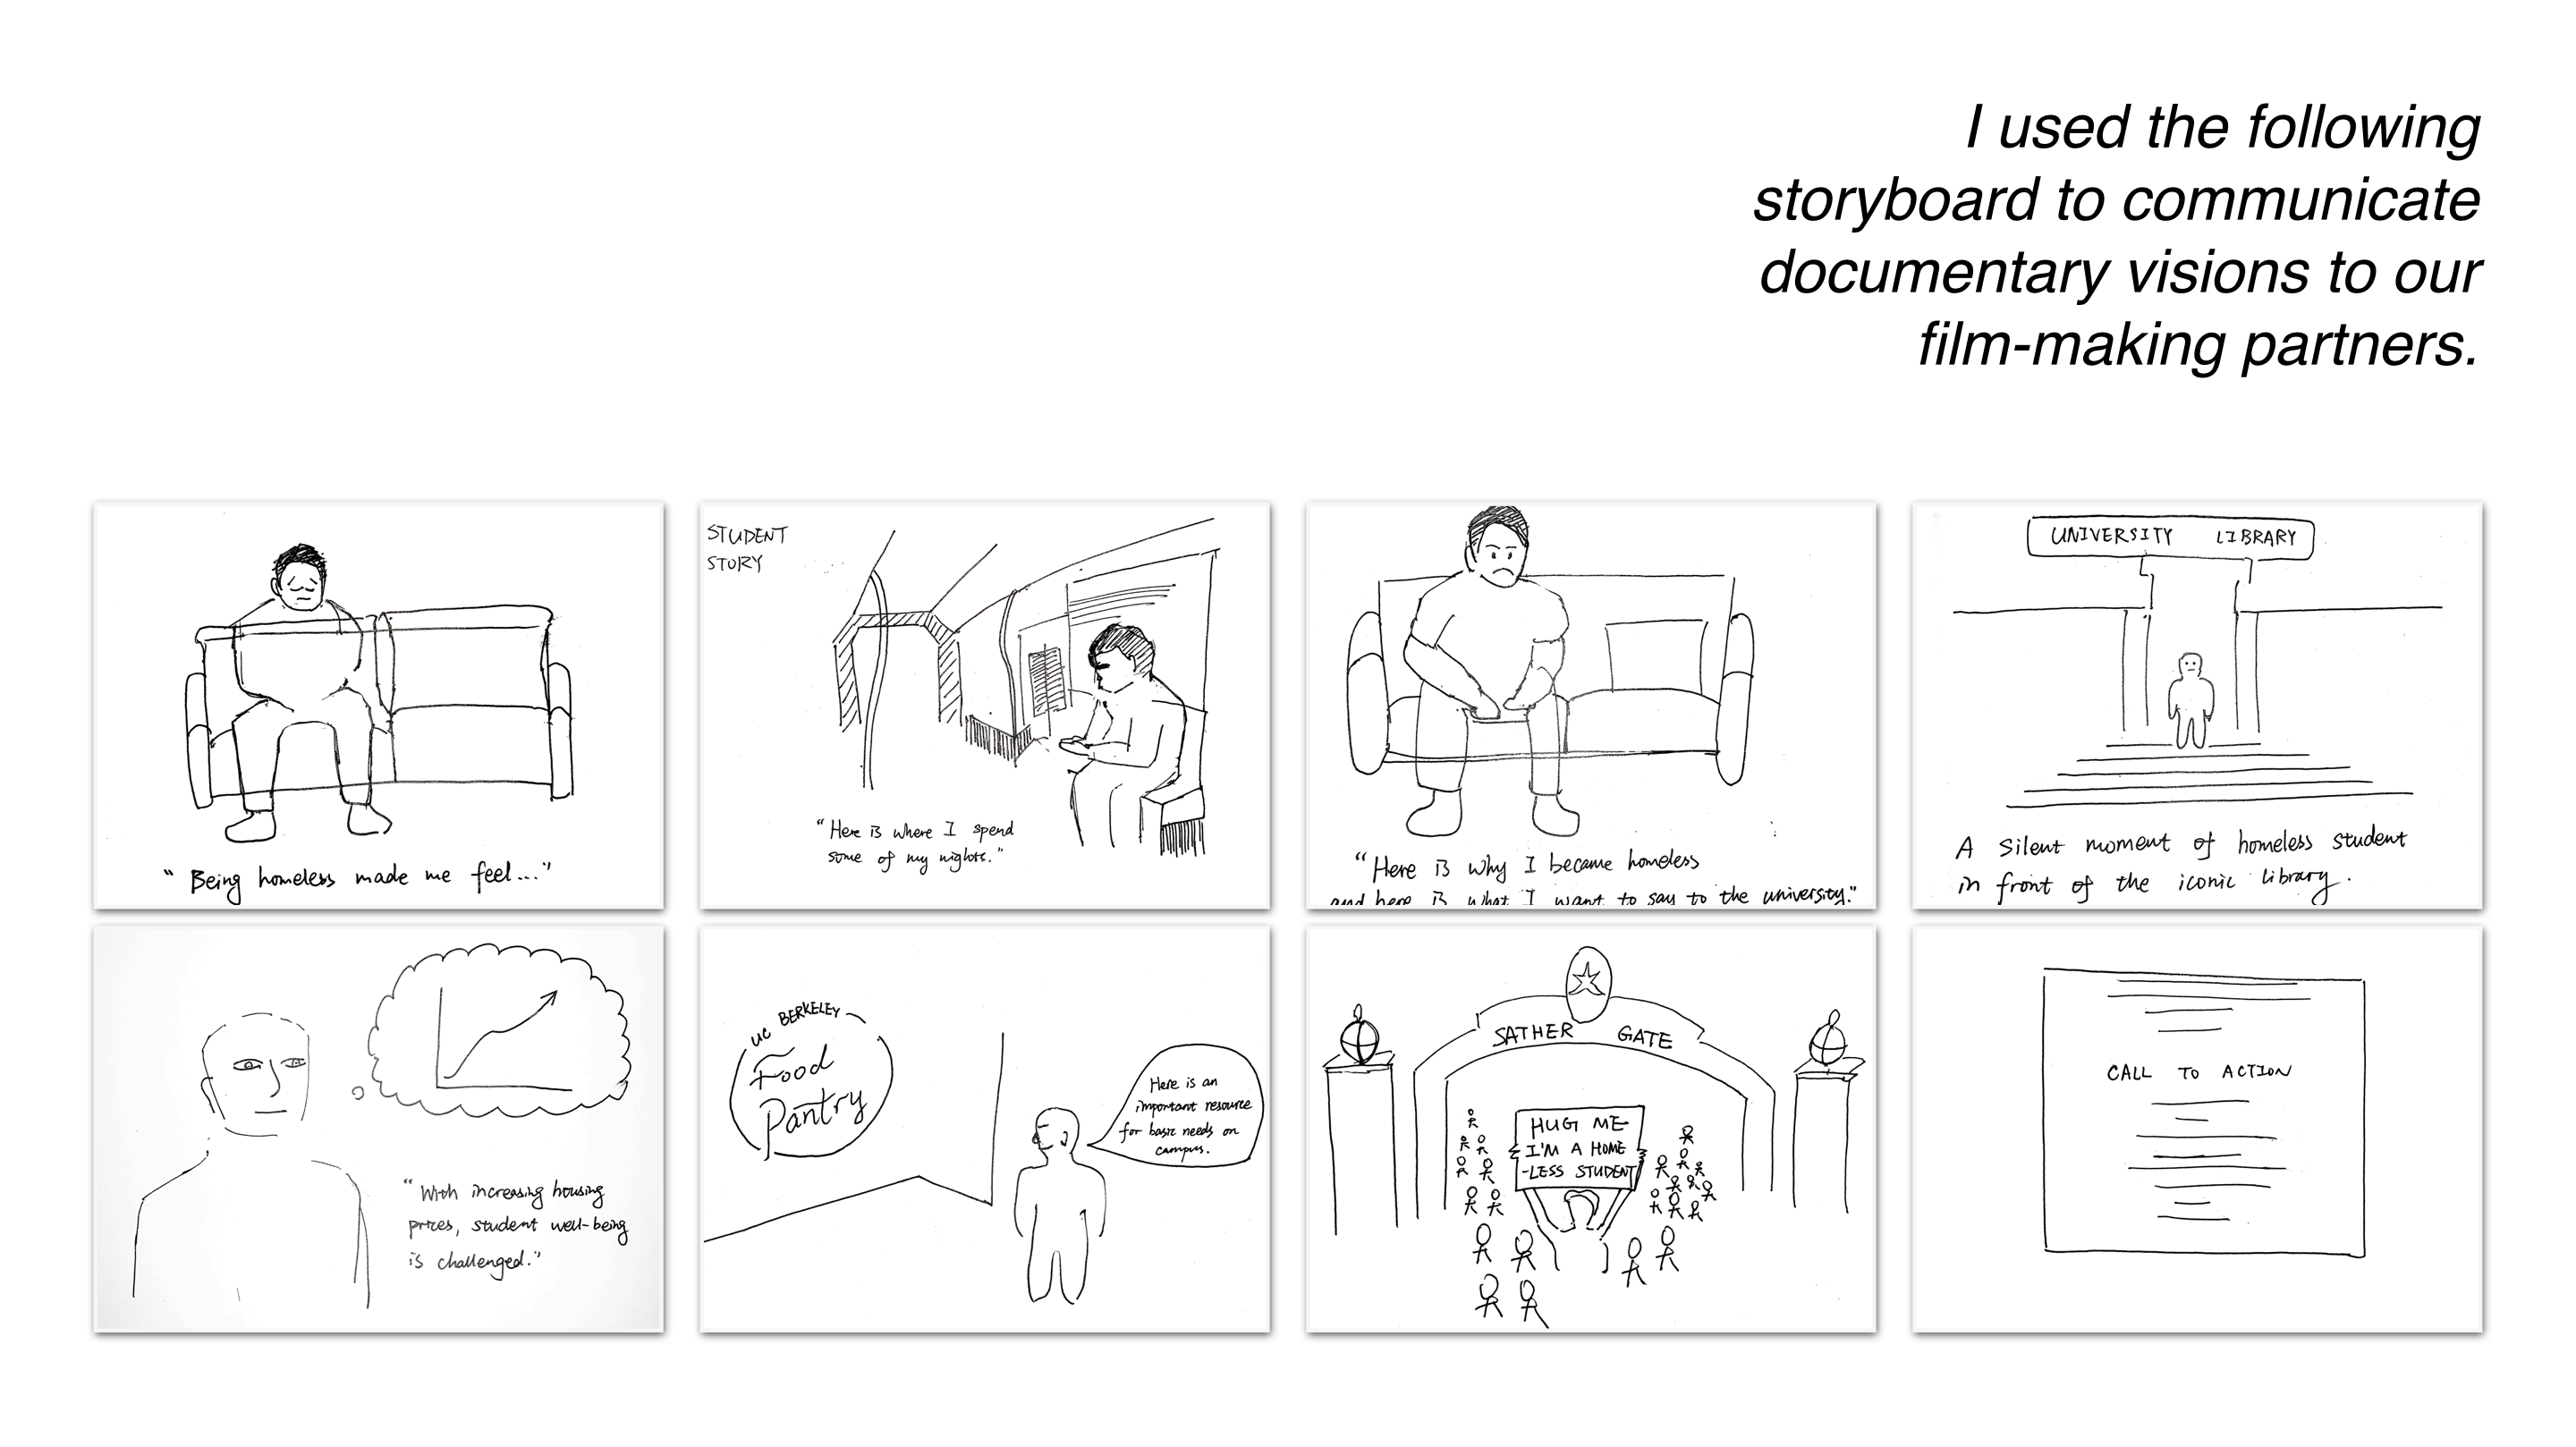 I used the following
storyboard to communicate
documentary visions to our
film-making partners.
"Being homeless made me feel..."
STUDENT
STORY
"Here is where I spend
some of my nights."
"Here is why I became homeless
and here is what I want to say to the university."
UNIVERSITY LIBRARY
A silent moment of homeless student
in front of the iconic library.
"With increasing housing
prices, student well-being
is challenged."
UC BERKELEY
Food
Pantry
Here is an
important resource
for basic needs on
campus.
SATHER GATE
HUG ME
I'M A HOME
-LESS STUDENT
CALL TO ACTION